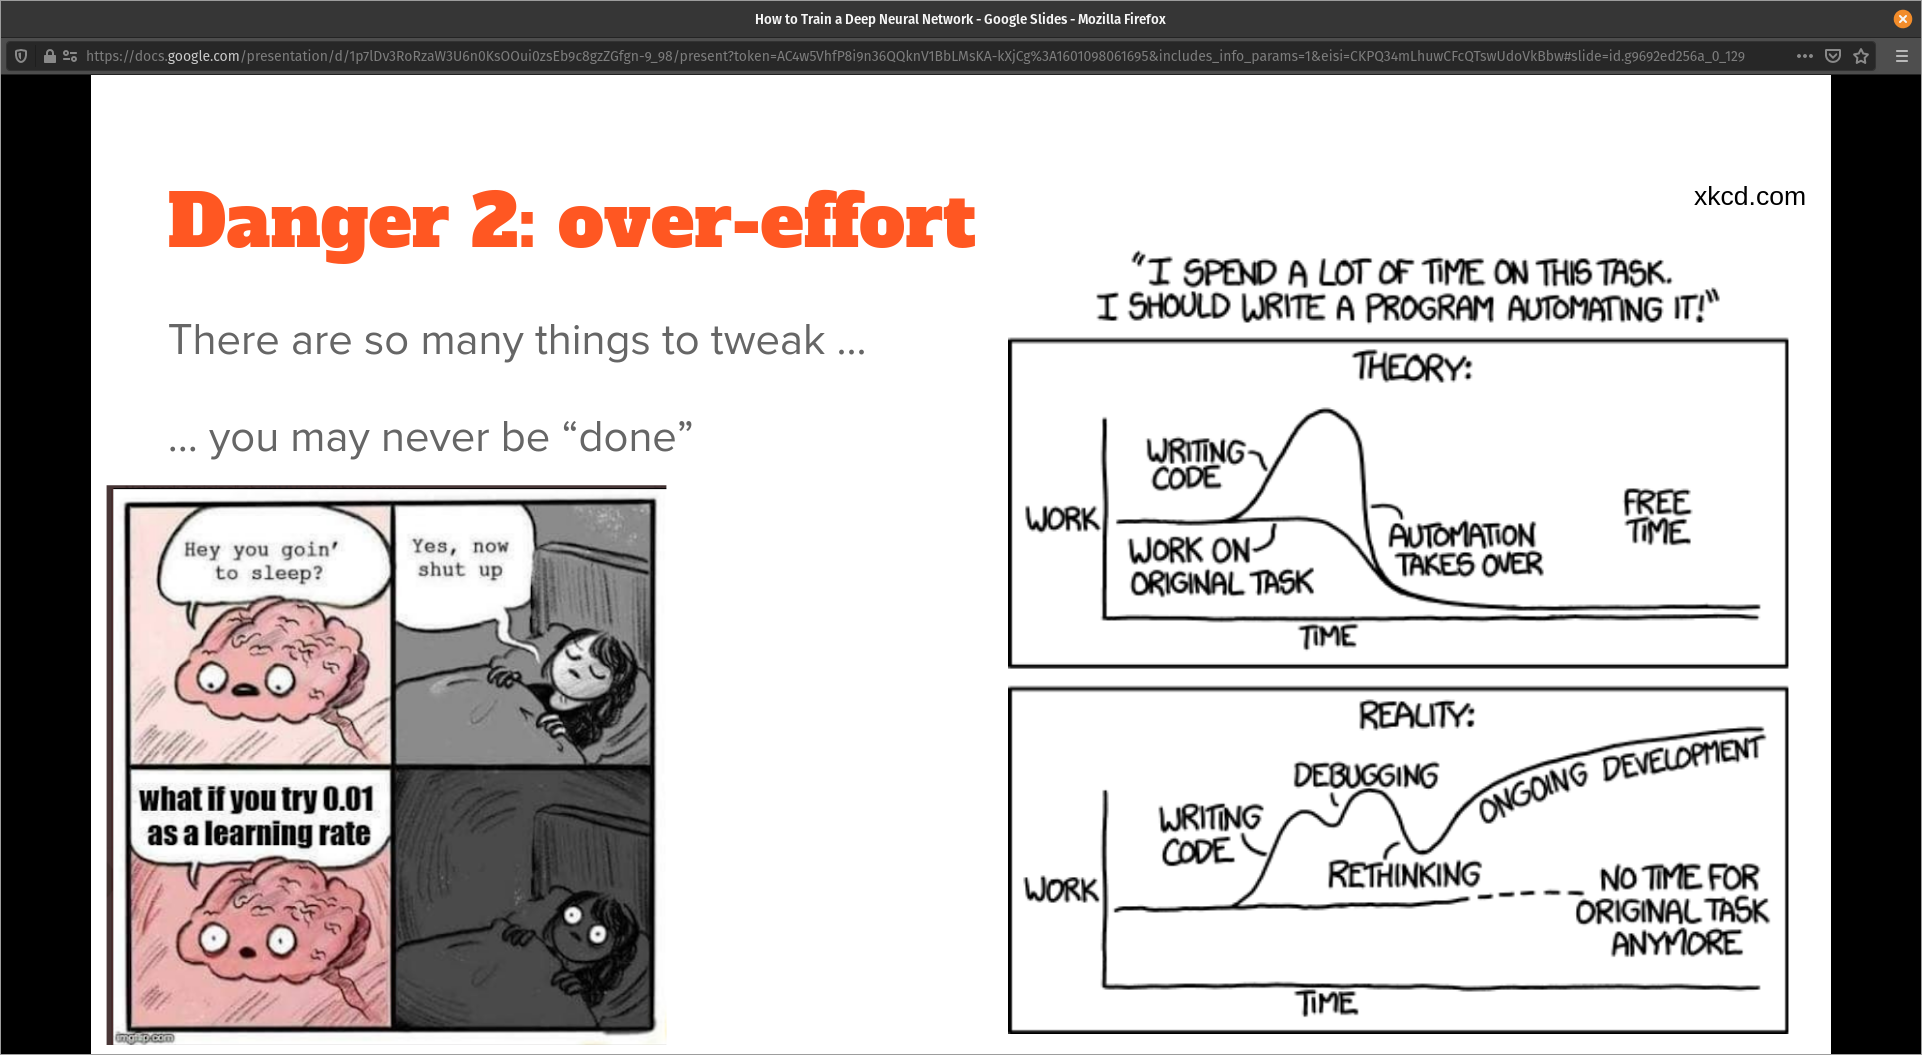 How to Train a Deep Neural Network - Google Slides - Mozilla Firefox
https://docs.google.com/presentation/d/1p7lDv3RoRzaW3U6n0KsOOui0zsEb9c8gzZGfgn-9_98/present?token=AC4w5VhfP8i9n36QQknV1BbLMsKA-kXjCg%3A1601098061695&includes_info_params=1&eisi=CKPQ34mLhuwCFcQTswUdoVkBbw#slide=id.g9692ed256a_0_129
Danger 2: over-effort
There are so many things to tweak ...
... you may never be “done”
Hey you goin’
to sleep?
Yes, now
shut up
what if you try 0.01
as a learning rate
imgflip.com
xkcd.com
“I SPEND A LOT OF TIME ON THIS TASK.
I SHOULD WRITE A PROGRAM AUTOMATING IT!”
THEORY:
WRITING
CODE
WORK
WORK ON
ORIGINAL TASK
AUTOMATION
TAKES OVER
FREE
TIME
TIME
REALITY:
WRITING
CODE
DEBUGGING
RETHINKING
ONGOING DEVELOPMENT
WORK
NO TIME FOR
ORIGINAL TASK
ANYMORE
TIME